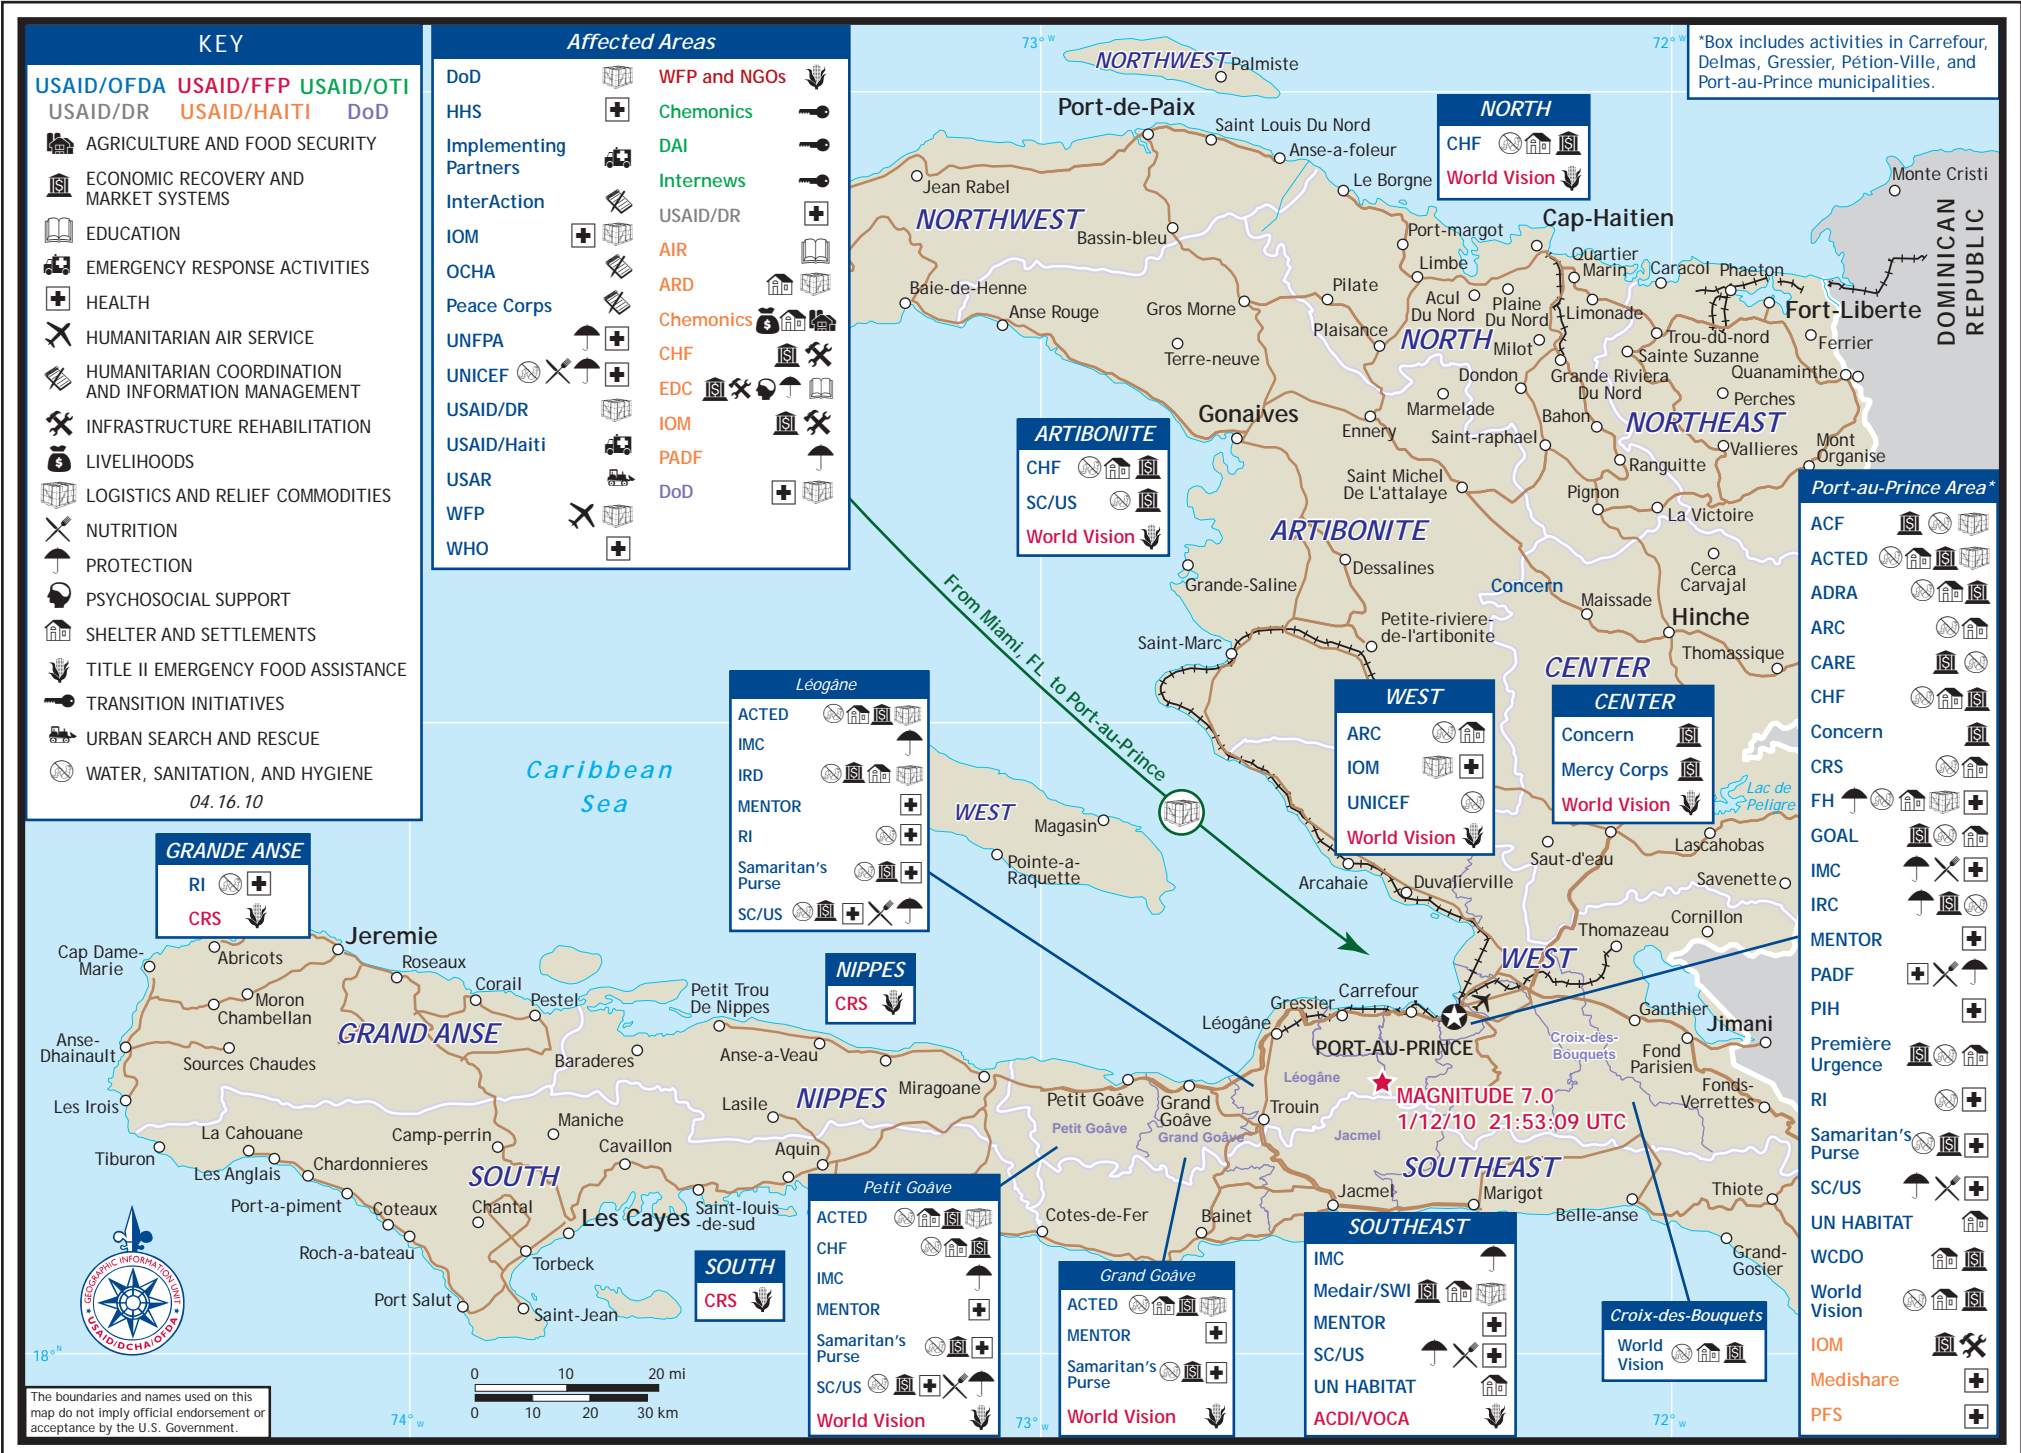 KEY
USAID/OFDA USAID/FFP USAID/OTI
USAID/DR USAID/HAITI DoD
AGRICULTURE AND FOOD SECURITY
ECONOMIC RECOVERY AND
MARKET SYSTEMS
EDUCATION
EMERGENCY RESPONSE ACTIVITIES
HEALTH
HUMANITARIAN AIR SERVICE
HUMANITARIAN COORDINATION
AND INFORMATION MANAGEMENT
INFRASTRUCTURE REHABILITATION
LIVELIHOODS
LOGISTICS AND RELIEF COMMODITIES
NUTRITION
PROTECTION
PSYCHOSOCIAL SUPPORT
SHELTER AND SETTLEMENTS
TITLE II EMERGENCY FOOD ASSISTANCE
TRANSITION INITIATIVES
URBAN SEARCH AND RESCUE
WATER, SANITATION, AND HYGIENE
04.16.10
Affected Areas
DoD
HHS
Implementing
Partners
InterAction
IOM
OCHA
Peace Corps
UNFPA
UNICEF
USAID/DR
USAID/Haiti
USAR
WFP
WHO
WFP and NGOs
Chemonics
DAI
Internews
USAID/DR
AIR
ARD
Chemonics
CHF
EDC
IOM
PADF
DoD
73° W
72° W
*Box includes activities in Carrefour,
Delmas, Gressier, Pétion-Ville, and
Port-au-Prince municipalities.
NORTHWEST
Palmiste
Port-de-Paix
Saint Louis Du Nord
Anse-a-foleur
Le Borgne
Jean Rabel
NORTHWEST
Bassin-bleu
NORTH
CHF
World Vision
Monte Cristi
DOMINICAN
REPUBLIC
Cap-Haitien
Port-margot
Quartier
Marin
Caracol
Phaeton
Limbe
Baie-de-Henne
Anse Rouge
Gros Morne
Pilate
Acul
Du Nord
Plaine
Du Nord
Limonade
Fort-Liberte
Plaisance
NORTH
Milot
Trou-du-nord
Ferrier
Terre-neuve
Sainte Suzanne
Dondon
Grande Riviera
Du Nord
Quanaminthe
Marmelade
Perches
Gonaives
Ennery
Bahon
NORTHEAST
Saint-raphael
Vallieres
Mont
Organise
Ranguitte
ARTIBONITE
CHF
SC/US
World Vision
Saint Michel
De L'attalaye
Pignon
La Victoire
ARTIBONITE
Dessalines
Grande-Saline
Concern
Cerca
Carvajal
Maissade
Hinche
Petite-riviere-
de-l'artibonite
Saint-Marc
Thomassique
CENTER
From Miami, FL to Port-au-Prince
WEST
ARC
IOM
UNICEF
World Vision
CENTER
Concern
Mercy Corps
World Vision
Lac de
Peligre
Lascahobas
Saut-d'eau
Savenette
Cornillon
Thomazeau
Arcahaie
Duvalierville
WEST
Port-au-Prince Area*
ACF
ACTED
ADRA
ARC
CARE
CHF
Concern
CRS
FH
GOAL
IMC
IRC
MENTOR
PADF
PIH
Première
Urgence
RI
Samaritan's
Purse
SC/US
UN HABITAT
WCDO
World
Vision
IOM
Medishare
PFS
Léogâne
ACTED
IMC
IRD
MENTOR
RI
Samaritan's
Purse
SC/US
Caribbean
Sea
WEST
Magasin
Pointe-a-
Raquette
GRANDE ANSE
RI
CRS
Cap Dame-
Marie
Abricots
Jeremie
Roseaux
Corail
Pestel
Moron
Chambellan
GRAND ANSE
Anse-
Dhainault
Sources Chaudes
Les Irois
NIPPES
CRS
Petit Trou
De Nippes
Baraderes
Anse-a-Veau
Miragoane
NIPPES
Lasile
Gressier
Carrefour
Léogâne
PORT-AU-PRINCE
Léogâne
Croix-des-
Bouquets
Ganthier
Jimani
Fond
Parisien
Fonds-
Verrettes
MAGNITUDE 7.0
1/12/10 21:53:09 UTC
Petit Goâve
Petit Goâve
Grand
Goâve
Grand Goâve
Trouin
Jacmel
SOUTHEAST
Tiburon
La Cahouane
Les Anglais
Chardonnieres
Camp-perrin
Maniche
Cavaillon
Aquin
SOUTH
Port-a-piment
Coteaux
Chantal
Les Cayes
Saint-louis
-de-sud
Roch-a-bateau
Torbeck
Port Salut
Saint-Jean
SOUTH
CRS
Cotes-de-Fer
Bainet
Jacmel
Marigot
Belle-anse
Thiote
Grand-
Gosier
Petit Goâve
ACTED
CHF
IMC
MENTOR
Samaritan's
Purse
SC/US
World Vision
Grand Goâve
ACTED
MENTOR
Samaritan's
Purse
World Vision
SOUTHEAST
IMC
Medair/SWI
MENTOR
SC/US
UN HABITAT
ACDI/VOCA
Croix-des-Bouquets
World
Vision
GEOGRAPHIC INFORMATION UNIT
USAID/DCHA/OFDA
18° N
The boundaries and names used on this
map do not imply official endorsement or
acceptance by the U.S. Government.
0 10 20 mi
0 10 20 30 km
74° W
73° W
72° W